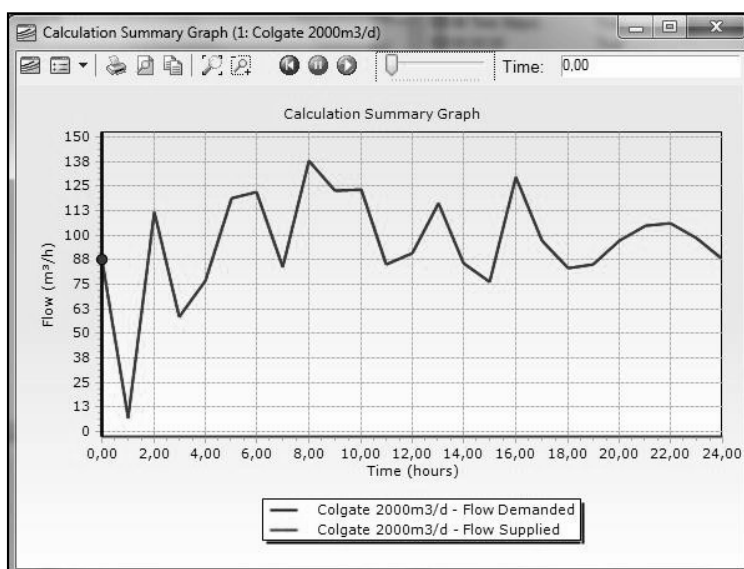 Calculation Summary Graph (1: Colgate 2000m3/d)
Time: 0,00
Calculation Summary Graph
150
138
125
113
100
88
75
63
50
38
25
13
0
Flow (m³/h)
0,00 2,00 4,00 6,00 8,00 10,00 12,00 14,00 16,00 18,00 20,00 22,00 24,00
Time (hours)
Colgate 2000m3/d - Flow Demanded
Colgate 2000m3/d - Flow Supplied